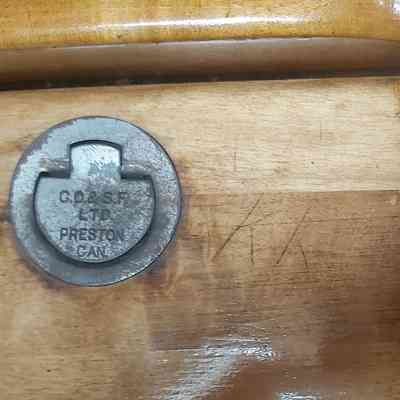 C.D.& S.F.
LTD.
PRESTON
CAN.